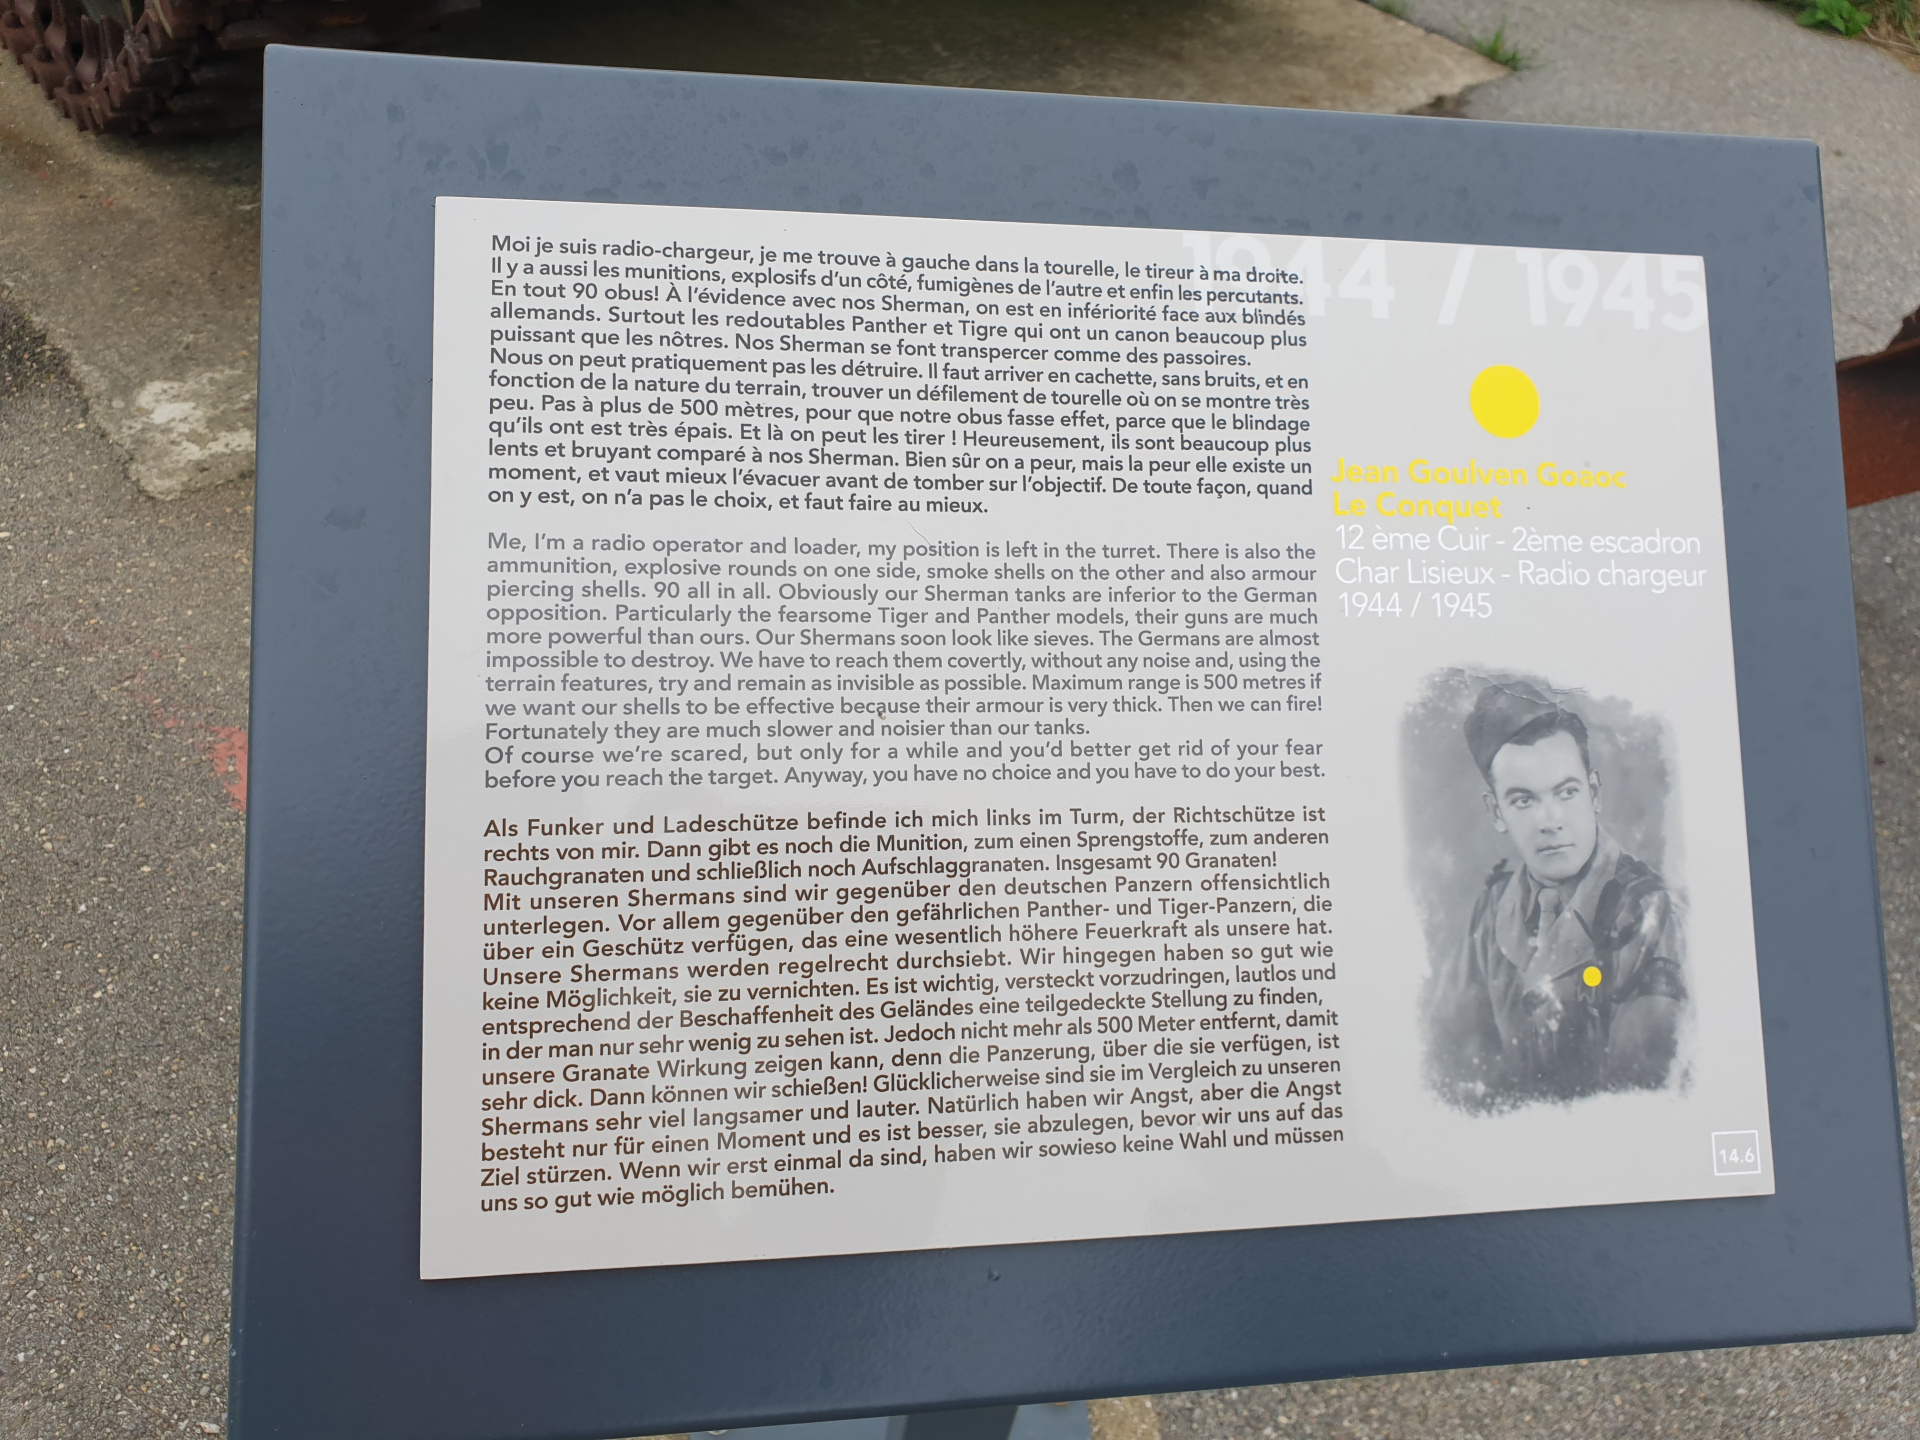 1944 / 1945
Moi je suis radio-chargeur, je me trouve à gauche dans la tourelle, le tireur à ma droite.
Il y a aussi les munitions, explosifs d'un côté, fumigènes de l'autre et enfin les percutants.
En tout 90 obus! À l'évidence avec nos Sherman, on est en infériorité face aux blindés
allemands. Surtout les redoutables Panther et Tigre qui ont un canon beaucoup plus
puissant que les nôtres. Nos Sherman se font transpercer comme des passoires.
Nous on peut pratiquement pas les détruire. Il faut arriver en cachette, sans bruits, et en
fonction de la nature du terrain, trouver un défilement de tourelle où on se montre très
peu. Pas à plus de 500 mètres, pour que notre obus fasse effet, parce que le blindage
qu'ils ont est très épais. Et là on peut les tirer ! Heureusement, ils sont beaucoup plus
lents et bruyant comparé à nos Sherman. Bien sûr on a peur, mais la peur elle existe un
moment, et vaut mieux l'évacuer avant de tomber sur l'objectif. De toute façon, quand
on y est, on n'a pas le choix, et faut faire au mieux.
Me, I'm a radio operator and loader, my position is left in the turret. There is also the
ammunition, explosive rounds on one side, smoke shells on the other and also armour
piercing shells. 90 all in all. Obviously our Sherman tanks are inferior to the German
opposition. Particularly the fearsome Tiger and Panther models, their guns are much
more powerful than ours. Our Shermans soon look like sieves. The Germans are almost
impossible to destroy. We have to reach them covertly, without any noise and, using the
terrain features, try and remain as invisible as possible. Maximum range is 500 metres if
we want our shells to be effective because their armour is very thick. Then we can fire!
Fortunately they are much slower and noisier than our tanks.
Of course we're scared, but only for a while and you'd better get rid of your fear
before you reach the target. Anyway, you have no choice and you have to do your best.
Als Funker und Ladeschütze befinde ich mich links im Turm, der Richtschütze ist
rechts von mir. Dann gibt es noch die Munition, zum einen Sprengstoffe, zum anderen
Rauchgranaten und schließlich noch Aufschlaggranaten. Insgesamt 90 Granaten!
Mit unseren Shermans sind wir gegenüber den deutschen Panzern offensichtlich
unterlegen. Vor allem gegenüber den gefährlichen Panther- und Tiger-Panzern, die
über ein Geschütz verfügen, das eine wesentlich höhere Feuerkraft als unsere hat.
Unsere Shermans werden regelrecht durchsiebt. Wir hingegen haben so gut wie
keine Möglichkeit, sie zu vernichten. Es ist wichtig, versteckt vorzudringen, lautlos und
entsprechend der Beschaffenheit des Geländes eine teilgedeckte Stellung zu finden,
in der man nur sehr wenig zu sehen ist. Jedoch nicht mehr als 500 Meter entfernt, damit
unsere Granate Wirkung zeigen kann, denn die Panzerung, über die sie verfügen, ist
sehr dick. Dann können wir schießen! Glücklicherweise sind sie im Vergleich zu unseren
Shermans sehr viel langsamer und lauter. Natürlich haben wir Angst, aber die Angst
besteht nur für einen Moment und es ist besser, sie abzulegen, bevor wir uns auf das
Ziel stürzen. Wenn wir erst einmal da sind, haben wir sowieso keine Wahl und müssen
uns so gut wie möglich bemühen.
Jean Goulven Goaoc
Le Conquet
12 ème Cuir - 2ème escadron
Char Lisieux - Radio chargeur
1944 / 1945
14.6